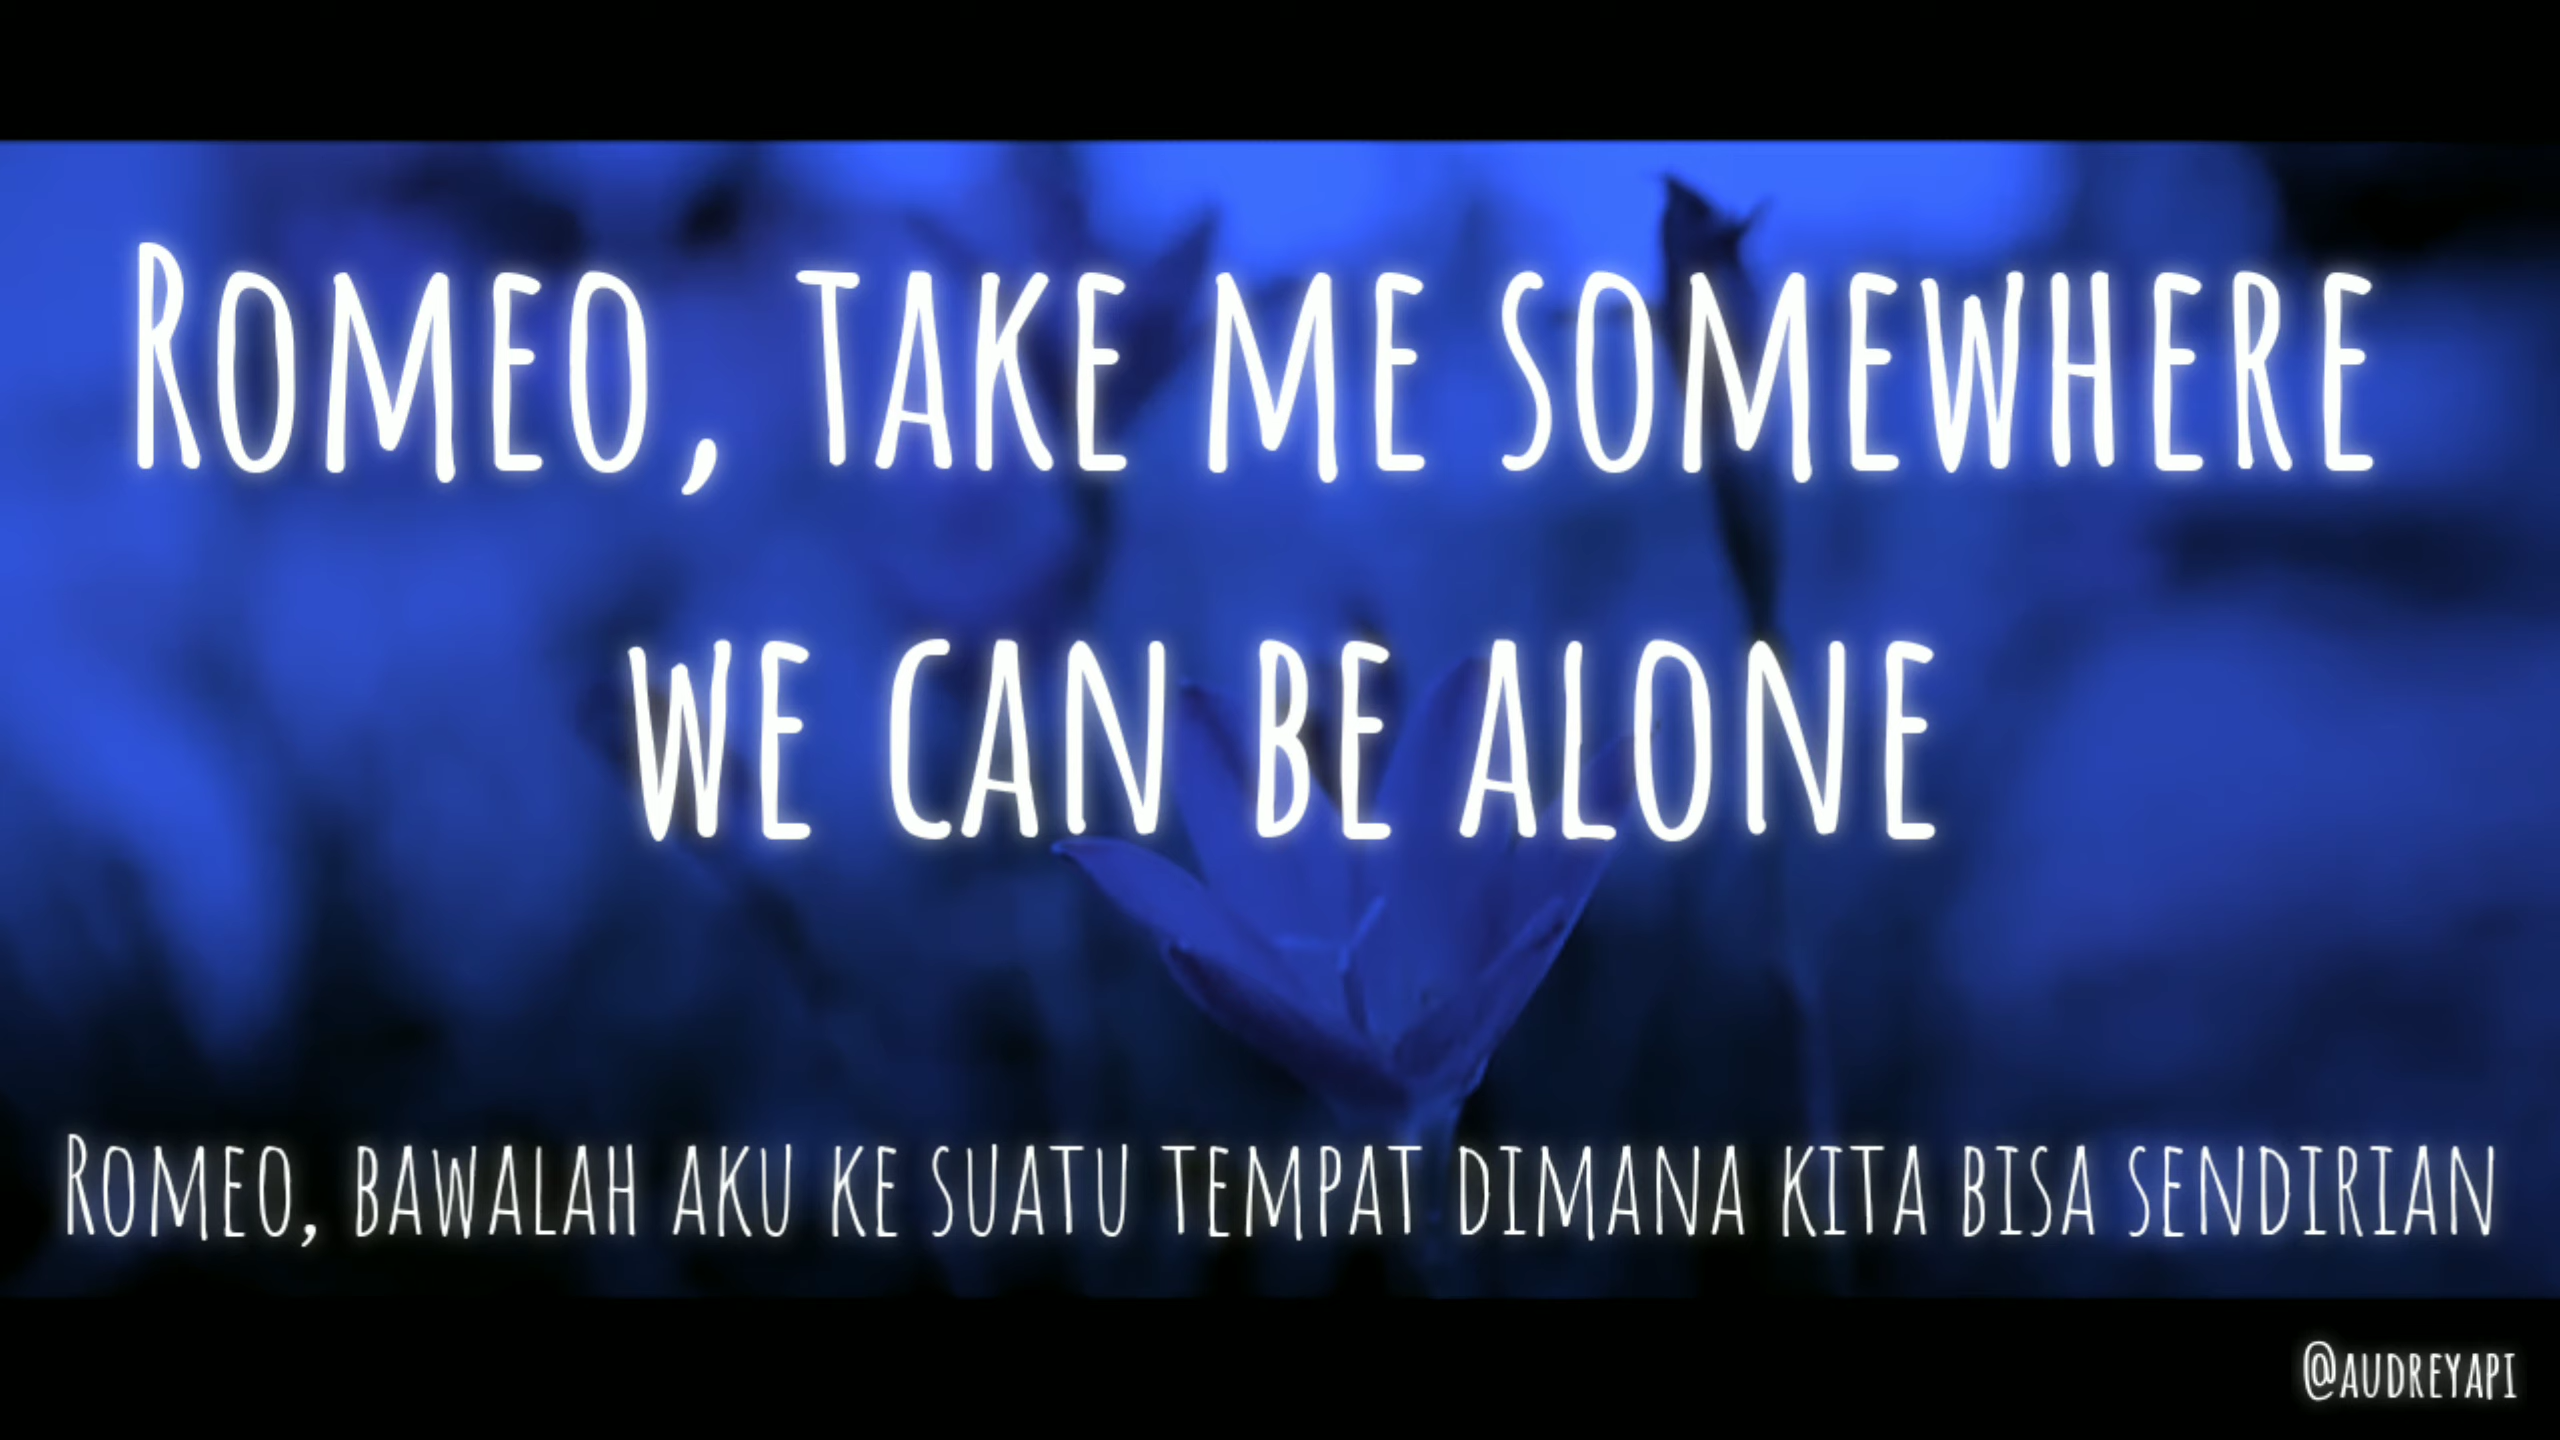 Romeo, take me somewhere
we can be alone
Romeo, bawalah aku ke suatu tempat dimana kita bisa sendirian
@audreyapi